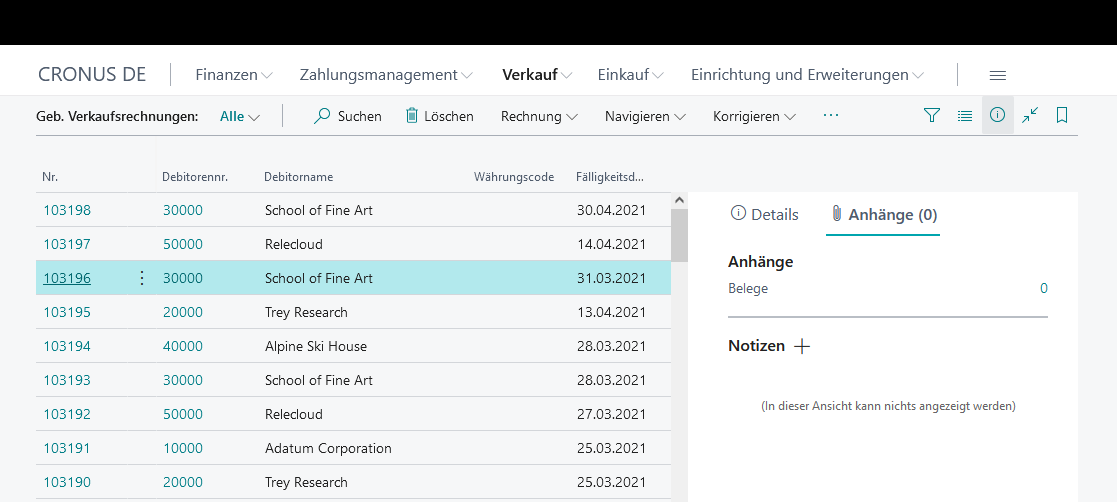 CRONUS DE Finanzen Zahlungsmanagement Verkauf Einkauf Einrichtung und Erweiterungen
Geb. Verkaufsrechnungen: Alle Suchen Löschen Rechnung Navigieren Korrigieren ...
Nr. Debitorennr. Debitorname Währungscode Fälligkeitsd...
103198 30000 School of Fine Art 30.04.2021
103197 50000 Relecloud 14.04.2021
103196 30000 School of Fine Art 31.03.2021
103195 20000 Trey Research 13.04.2021
103194 40000 Alpine Ski House 28.03.2021
103193 30000 School of Fine Art 28.03.2021
103192 50000 Relecloud 27.03.2021
103191 10000 Adatum Corporation 25.03.2021
103190 20000 Trey Research 25.03.2021
Details Anhänge (0)
Anhänge
Belege 0
Notizen
(In dieser Ansicht kann nichts angezeigt werden)